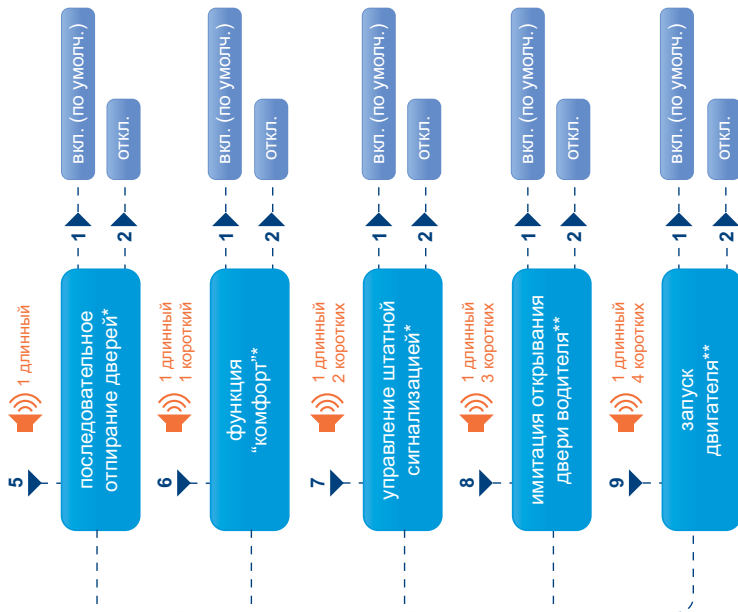 5
1 длинный
последовательное
отпирание дверей*
1
вкл. (по умолч.)
2
откл.
6
1 длинный
1 короткий
функция
“комфорт”*
1
вкл. (по умолч.)
2
откл.
7
1 длинный
2 коротких
управление штатной
сигнализацией*
1
вкл. (по умолч.)
2
откл.
8
1 длинный
3 коротких
имитация открывания
двери водителя**
1
вкл. (по умолч.)
2
откл.
9
1 длинный
4 коротких
запуск
двигателя**
1
вкл. (по умолч.)
2
откл.